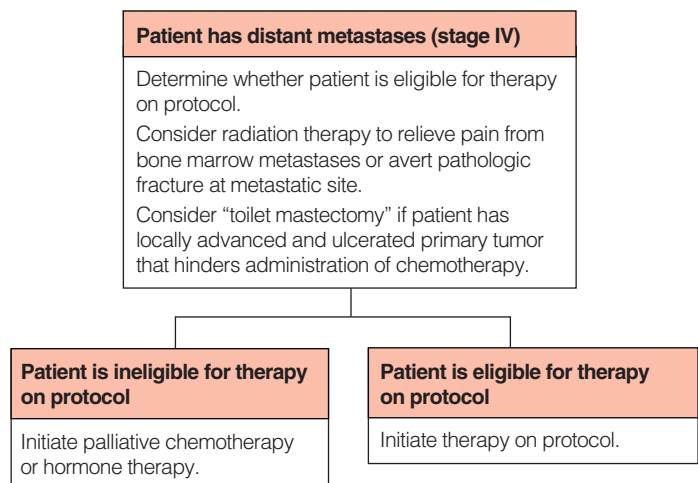 Patient has distant metastases (stage IV)
Determine whether patient is eligible for therapy
on protocol.
Consider radiation therapy to relieve pain from
bone marrow metastases or avert pathologic
fracture at metastatic site.
Consider “toilet mastectomy” if patient has
locally advanced and ulcerated primary tumor
that hinders administration of chemotherapy.
Patient is ineligible for therapy
on protocol
Initiate palliative chemotherapy
or hormone therapy.
Patient is eligible for therapy
on protocol
Initiate therapy on protocol.